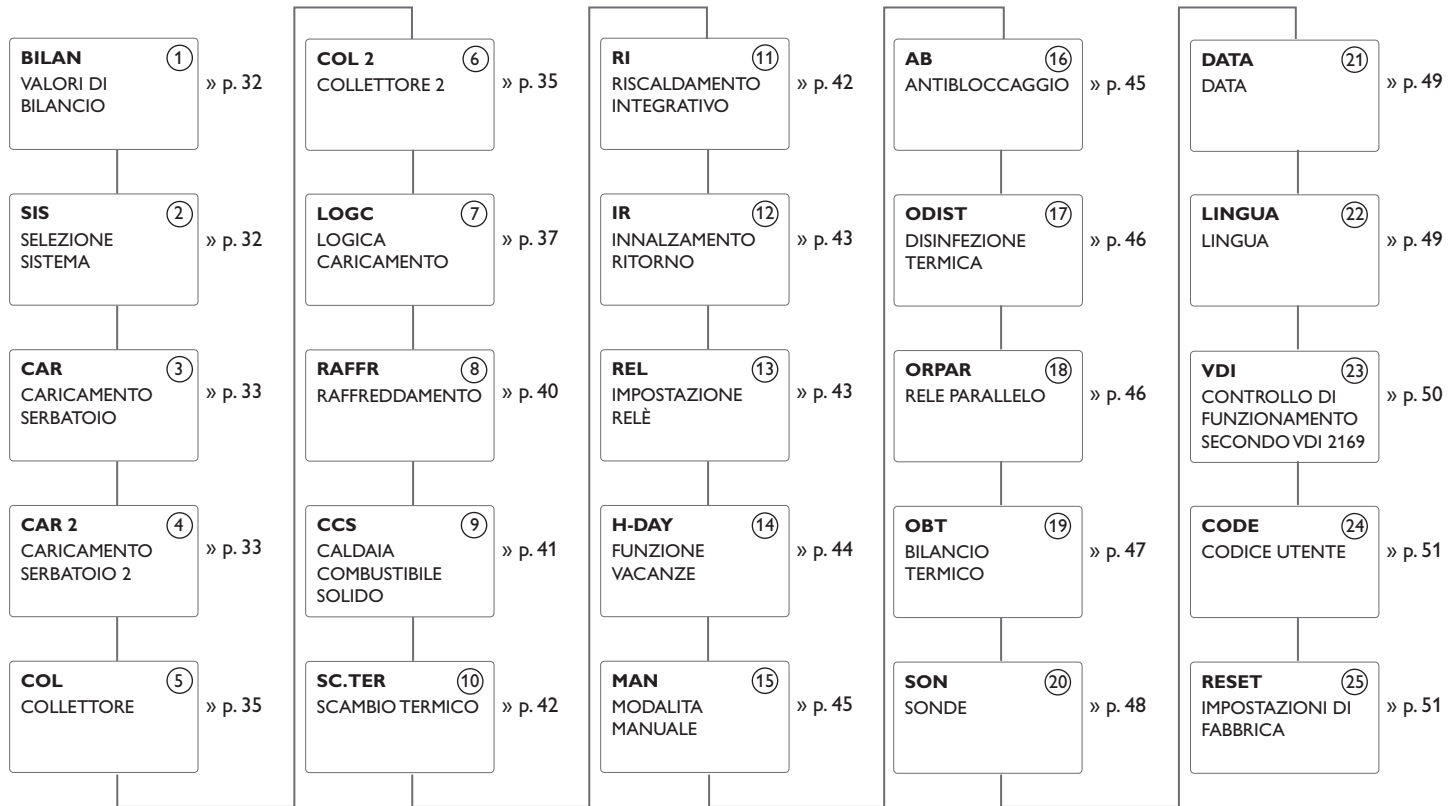 BILAN 1
VALORI DI
BILANCIO
» p. 32
SIS 2
SELEZIONE
SISTEMA
» p. 32
CAR 3
CARICAMENTO
SERBATOIO
» p. 33
CAR 2 4
CARICAMENTO
SERBATOIO 2
» p. 33
COL 5
COLLETTORE
» p. 35
COL 2 6
COLLETTORE 2
» p. 35
LOGC 7
LOGICA
CARICAMENTO
» p. 37
RAFFR 8
RAFFREDDAMENTO
» p. 40
CCS 9
CALDAIA
COMBUSTIBILE
SOLIDO
» p. 41
SC.TER 10
SCAMBIO TERMICO
» p. 42
RI 11
RISCALDAMENTO
INTEGRATIVO
» p. 42
IR 12
INNALZAMENTO
RITORNO
» p. 43
REL 13
IMPOSTAZIONE
RELÈ
» p. 43
H-DAY 14
FUNZIONE
VACANZE
» p. 44
MAN 15
MODALITA
MANUALE
» p. 45
AB 16
ANTIBLOCCAGGIO
» p. 45
ODIST 17
DISINFEZIONE
TERMICA
» p. 46
ORPAR 18
RELE PARALLELO
» p. 46
OBT 19
BILANCIO
TERMICO
» p. 47
SON 20
SONDE
» p. 48
DATA 21
DATA
» p. 49
LINGUA 22
LINGUA
» p. 49
VDI 23
CONTROLLO DI
FUNZIONAMENTO
SECONDO VDI 2169
» p. 50
CODE 24
CODICE UTENTE
» p. 51
RESET 25
IMPOSTAZIONI DI
FABBRICA
» p. 51